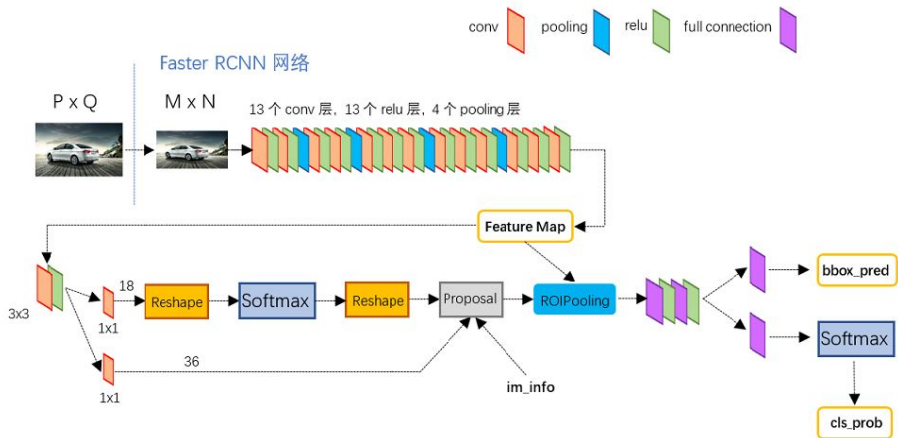 conv pooling relu full connection
Faster RCNN 网络
P x Q
M x N
13 个 conv 层，13 个 relu 层，4 个 pooling 层
Feature Map
3x3
18
1x1
Reshape
Softmax
Reshape
Proposal
ROIPooling
bbox_pred
Softmax
36
1x1
im_info
cls_prob